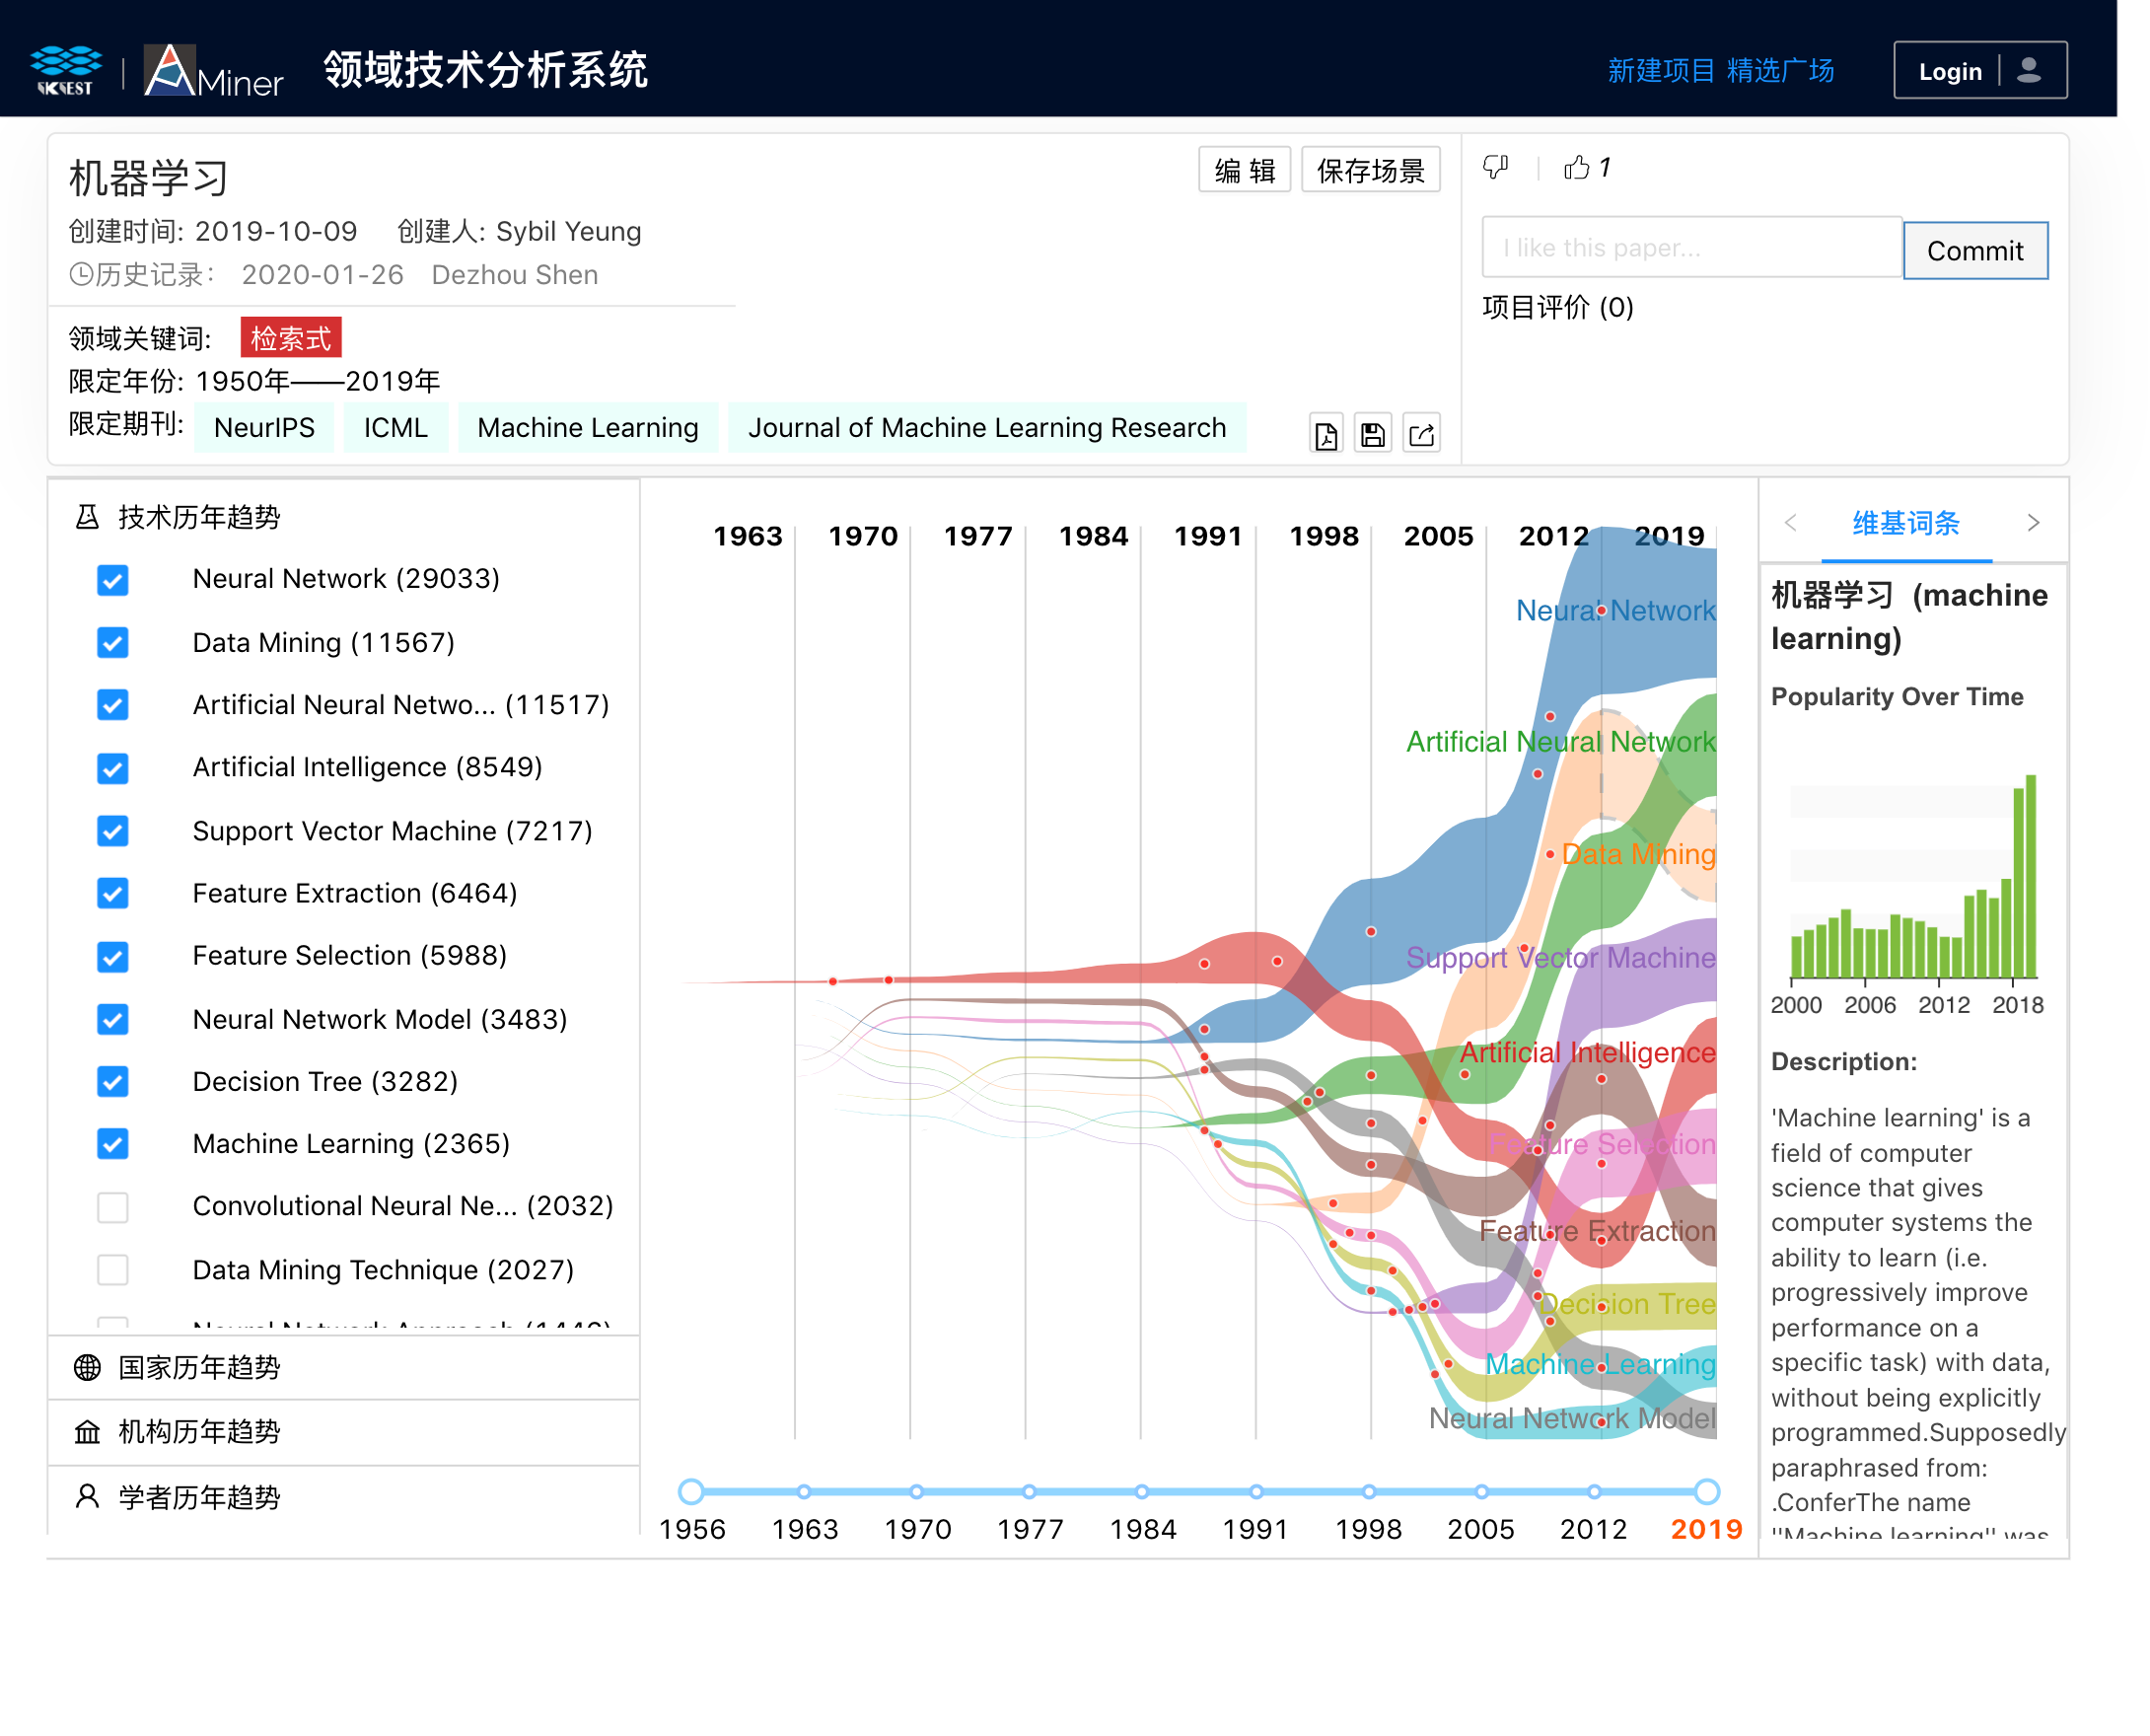 IKCEST
AMiner
领域技术分析系统
新建项目 精选广场
Login
机器学习
编 辑
保存场景
创建时间: 2019-10-09 创建人: Sybil Yeung
历史记录: 2020-01-26 Dezhou Shen
领域关键词: 检索式
限定年份: 1950年——2019年
限定期刊: NeurIPS ICML Machine Learning Journal of Machine Learning Research
1
I like this paper...
Commit
项目评价 (0)
技术历年趋势
Neural Network (29033)
Data Mining (11567)
Artificial Neural Netwo... (11517)
Artificial Intelligence (8549)
Support Vector Machine (7217)
Feature Extraction (6464)
Feature Selection (5988)
Neural Network Model (3483)
Decision Tree (3282)
Machine Learning (2365)
Convolutional Neural Ne... (2032)
Data Mining Technique (2027)
国家历年趋势
机构历年趋势
学者历年趋势
1963 1970 1977 1984 1991 1998 2005 2012 2019
Neural Network
Artificial Neural Network
Data Mining
Support Vector Machine
Artificial Intelligence
Feature Selection
Feature Extraction
Decision Tree
Machine Learning
Neural Network Model
1956 1963 1970 1977 1984 1991 1998 2005 2012 2019
维基词条
机器学习 (machine
learning)
Popularity Over Time
2000 2006 2012 2018
Description:
'Machine learning' is a
field of computer
science that gives
computer systems the
ability to learn (i.e.
progressively improve
performance on a
specific task) with data,
without being explicitly
programmed.Supposedly
paraphrased from:
.ConferThe name
"Machine learning" was